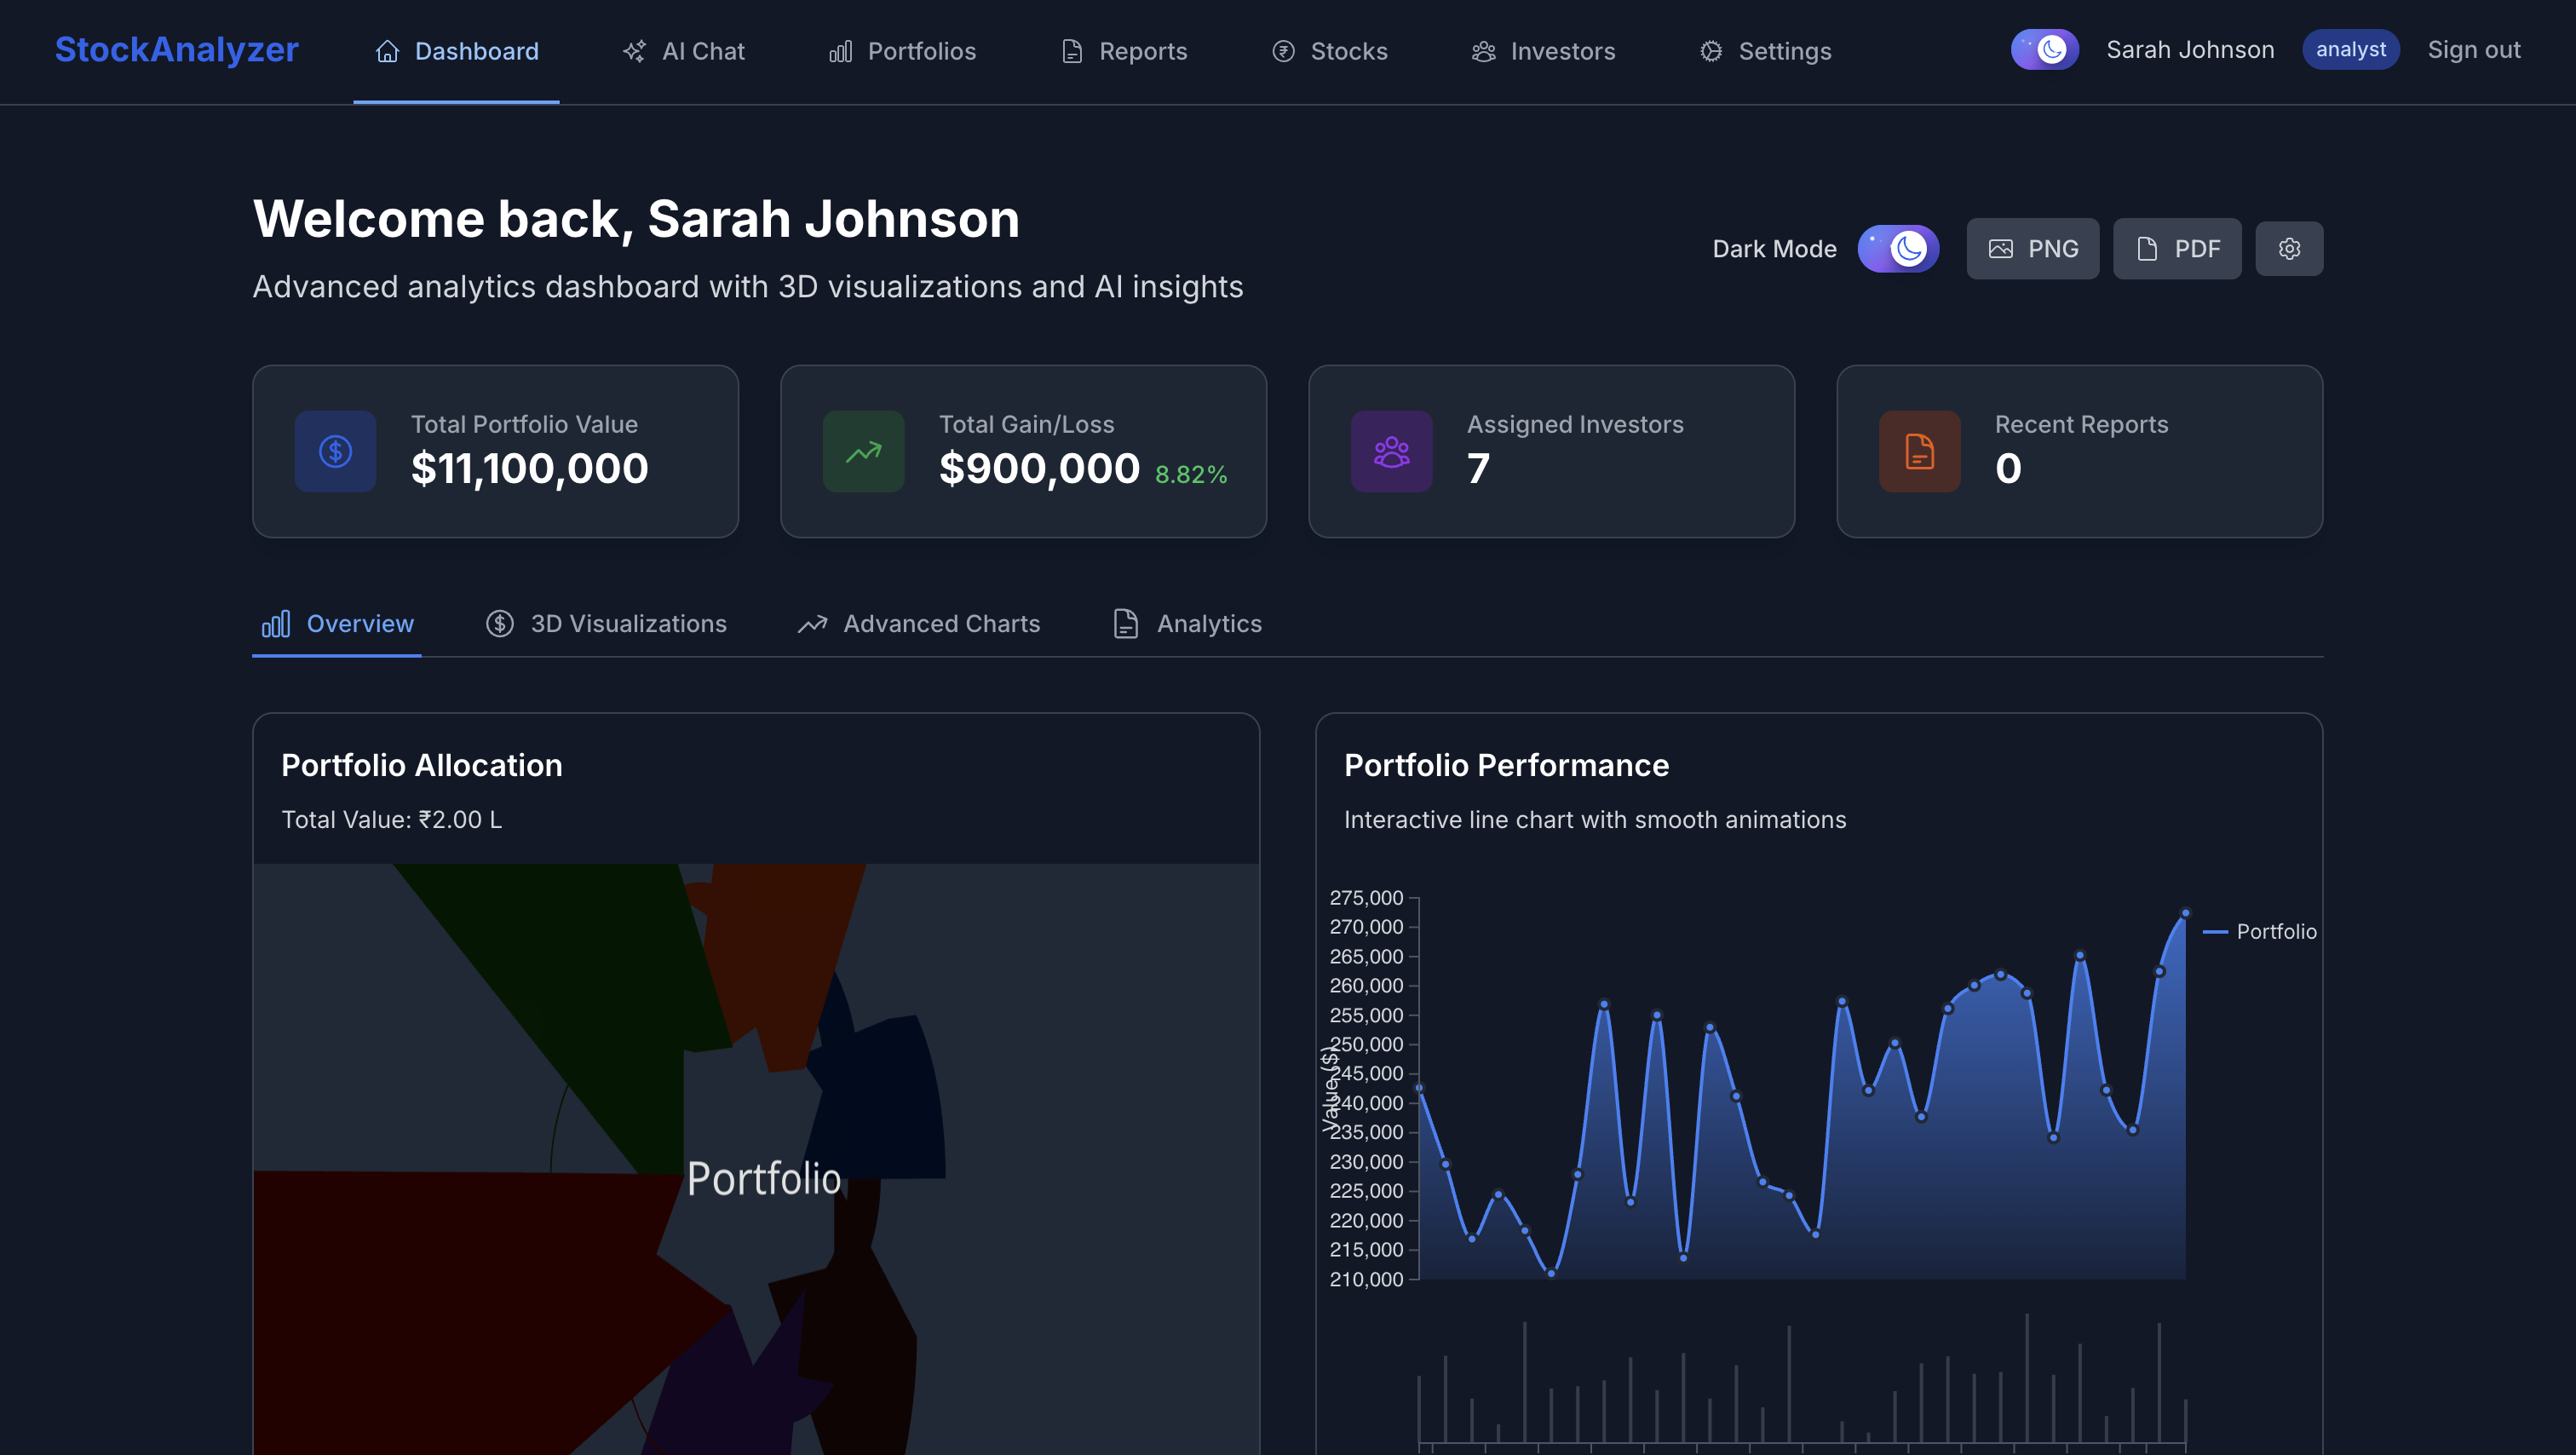 StockAnalyzer
Dashboard
AI Chat
Portfolios
Reports
Stocks
Investors
Settings
Sarah Johnson
analyst
Sign out
Welcome back, Sarah Johnson
Advanced analytics dashboard with 3D visualizations and AI insights
Dark Mode
PNG
PDF
Total Portfolio Value
$11,100,000
Total Gain/Loss
$900,000 8.82%
Assigned Investors
7
Recent Reports
0
Overview
3D Visualizations
Advanced Charts
Analytics
Portfolio Allocation
Total Value: ₹2.00 L
Portfolio
Portfolio Performance
Interactive line chart with smooth animations
275,000
270,000
265,000
260,000
255,000
250,000
245,000
240,000
235,000
230,000
225,000
220,000
215,000
210,000
Value ($)
Portfolio